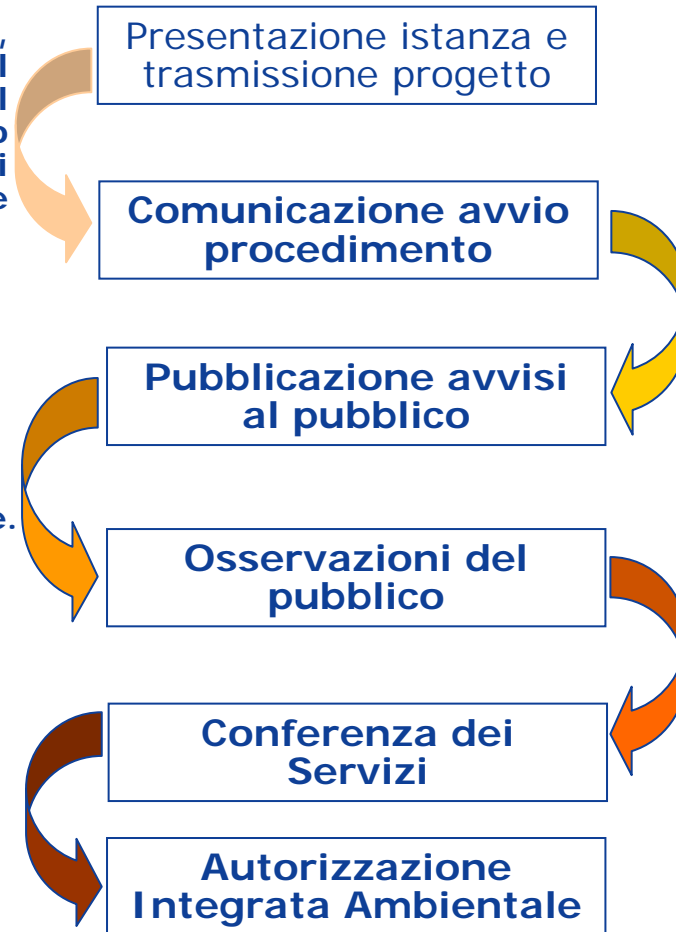 Presentazione istanza e
trasmissione progetto
Comunicazione avvio
procedimento
Pubblicazione avvisi
al pubblico
Osservazioni del
pubblico
Conferenza dei
Servizi
Autorizzazione
Integrata Ambientale